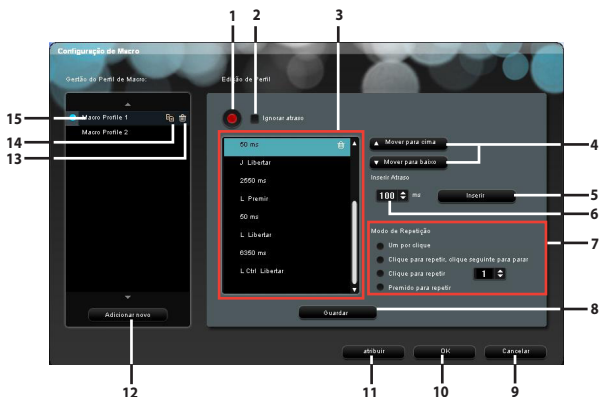 1 2 3
Configuração de Macro
Gestão do Perfil de Macro: Edição de Perfil
15 Macro Profile 1
Ignorar atraso
14 Macro Profile 2
13
50 ms
J Libertar
2550 ms
L Premir
50 ms
L Libertar
6350 ms
L Ctrl Libertar
Mover para cima
4
Mover para baixo
Inserir Atraso
100 ms Inserir 5
6
Modo de Repetição
7
Um por clique
Clique para repetir, clique seguinte para parar
Clique para repetir 1
Premido para repetir
Adicionar novo
Guardar 8
atribuir OK Cancelar
12 11 10 9